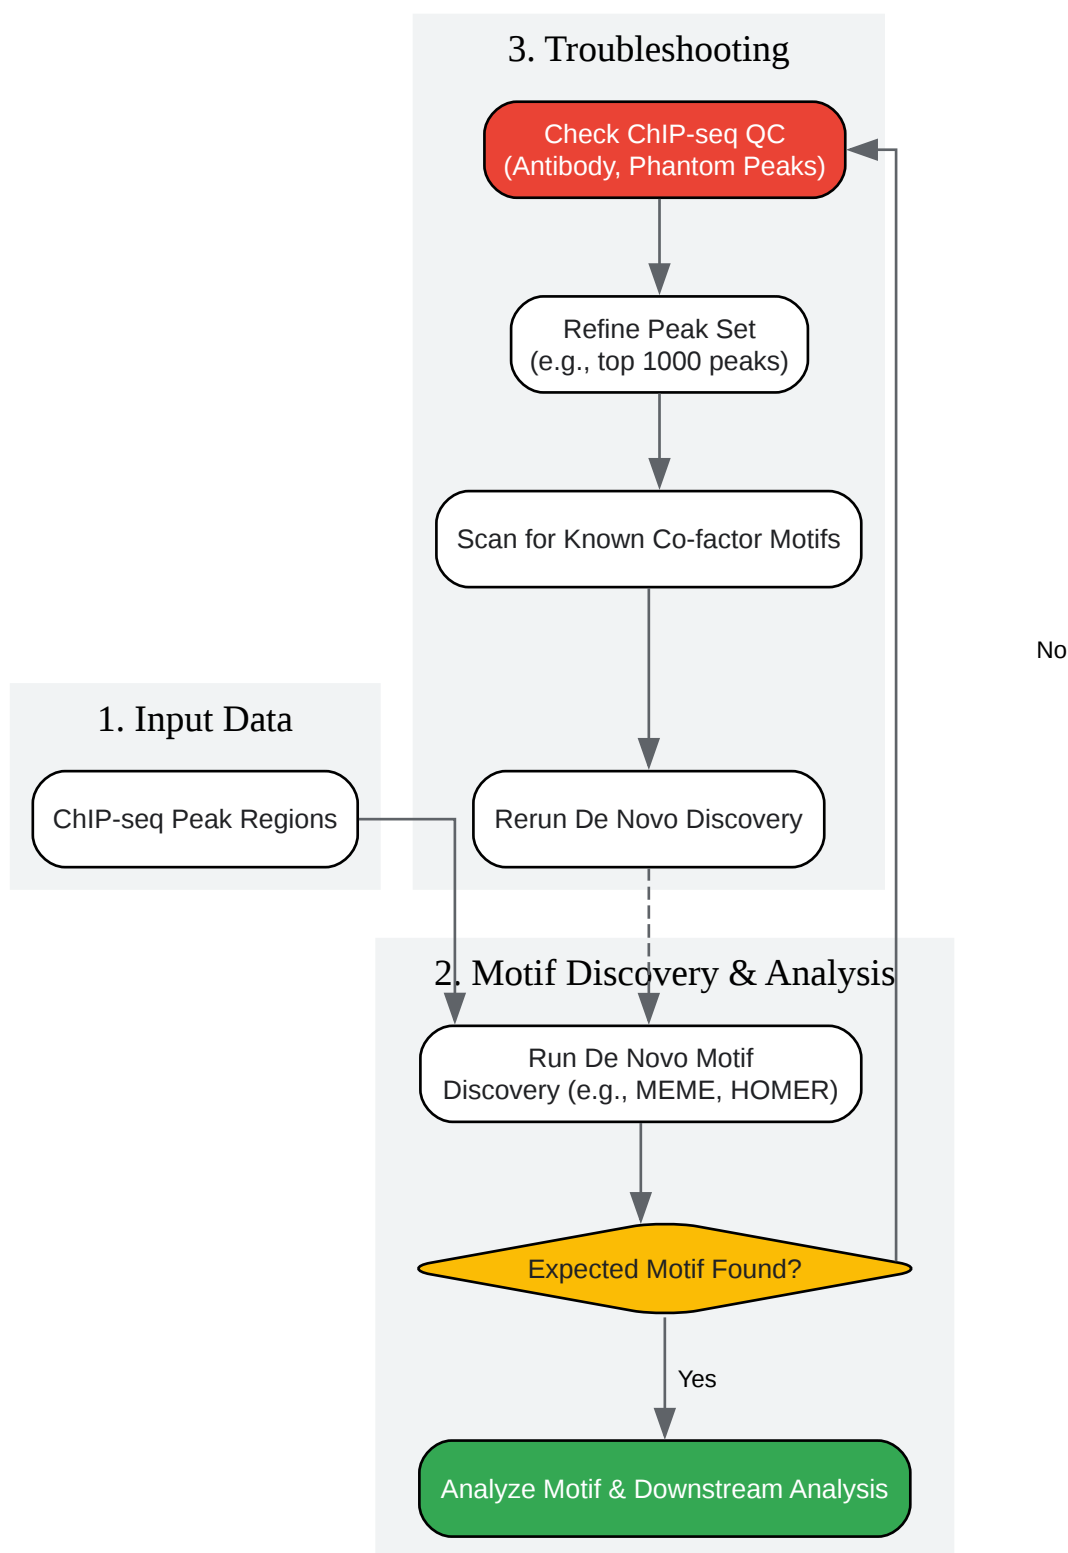 3. Troubleshooting
Check ChIP-seq QC
(Antibody, Phantom Peaks)
Refine Peak Set
(e.g., top 1000 peaks)
Scan for Known Co-factor Motifs
No
1. Input Data
ChIP-seq Peak Regions
Rerun De Novo Discovery
2. Motif Discovery & Analysis
Run De Novo Motif
Discovery (e.g., MEME, HOMER)
Expected Motif Found?
Yes
Analyze Motif & Downstream Analysis